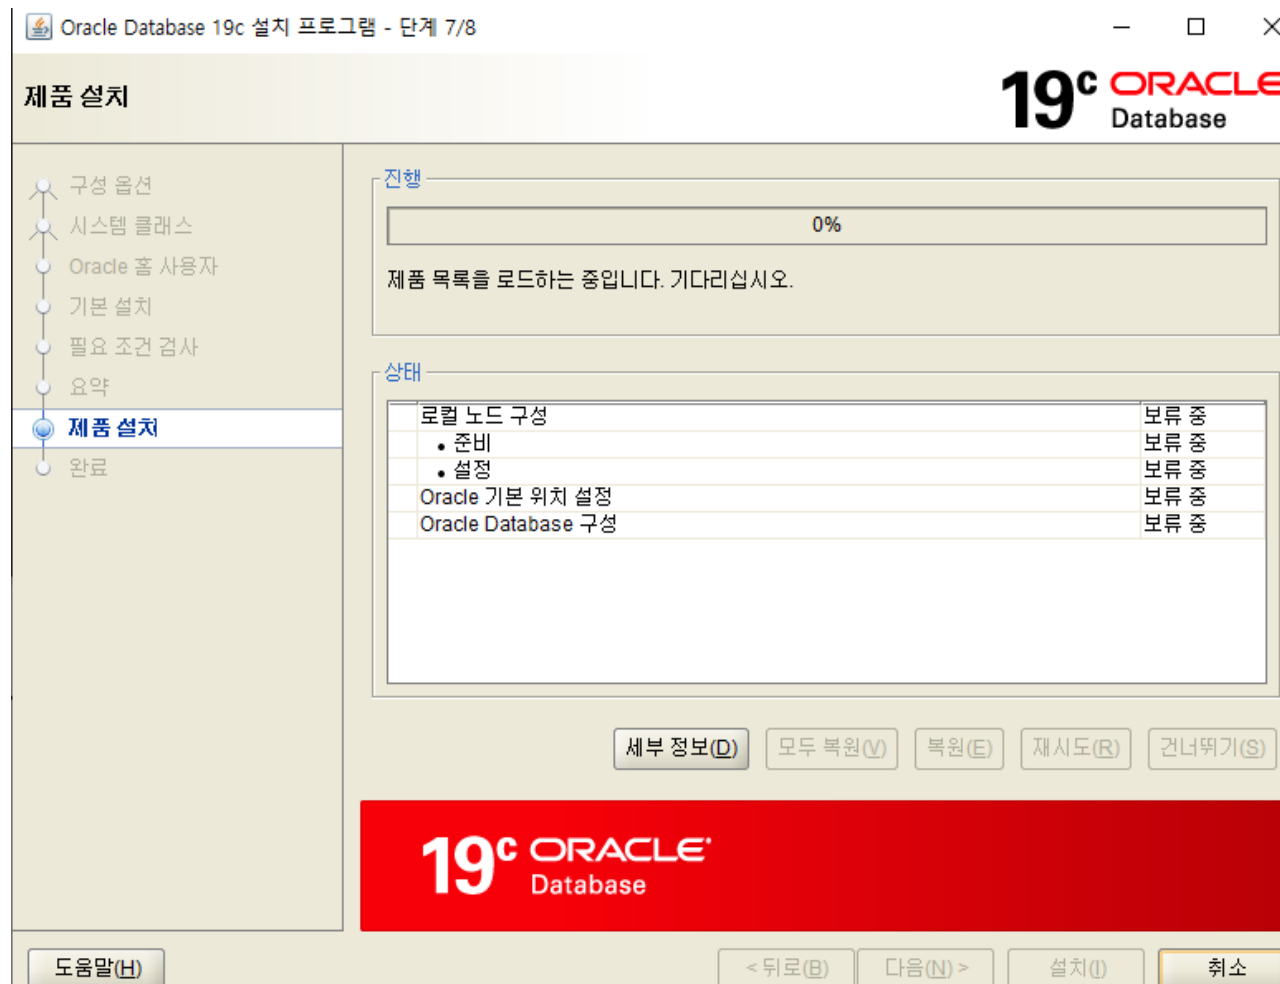 Oracle Database 19c 설치 프로그램 - 단계 7/8
제품 설치
19c ORACLE
Database
구성 옵션
시스템 클래스
Oracle 홈 사용자
기본 설치
필요 조건 검사
요약
제품 설치
완료
진행
0%
제품 목록을 로드하는 중입니다. 기다리십시오.
상태
로컬 노드 구성 보류 중
• 준비 보류 중
• 설정 보류 중
Oracle 기본 위치 설정 보류 중
Oracle Database 구성 보류 중
세부 정보(D) 모두 복원(V) 복원(E) 재시도(R) 건너뛰기(S)
19c ORACLE
Database
도움말(H) < 뒤로(B) 다음(N) > 설치(I) 취소